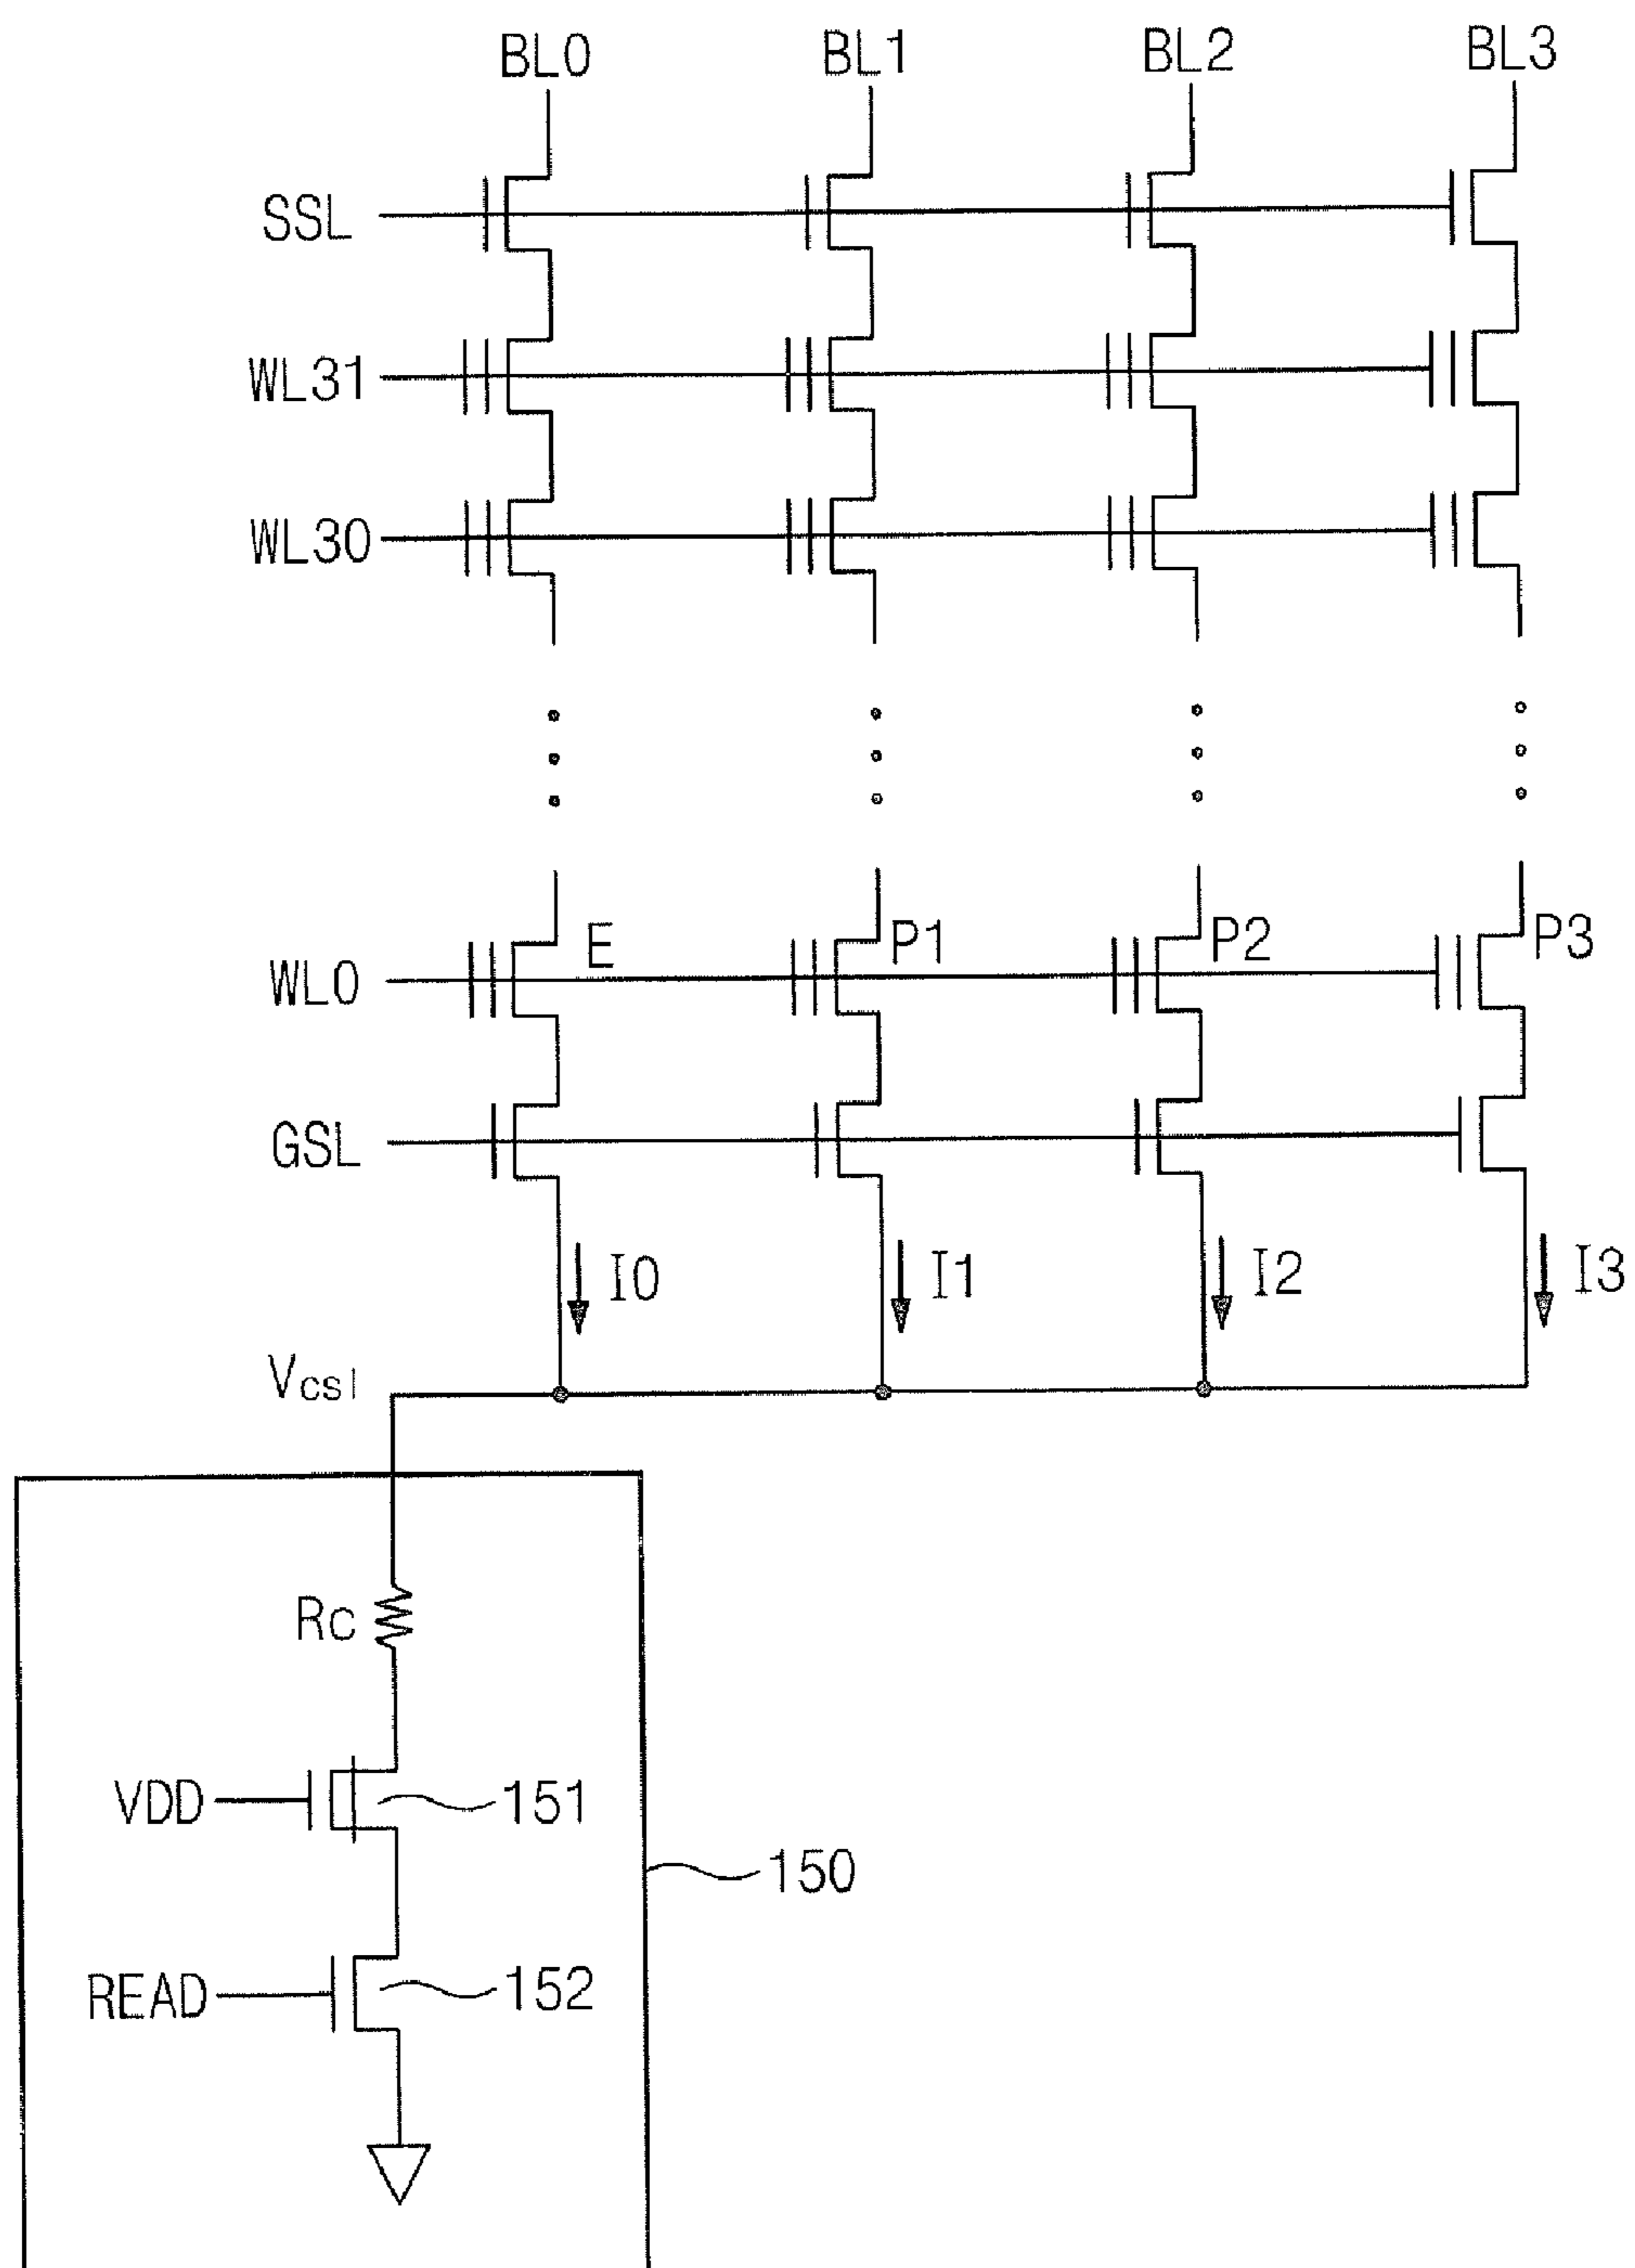 BL0 BL1 BL2 BL3
SSL
WL31
WL30
E P1 P2 P3
WL0
GSL
I0 I1 I2 I3
Vcsl
Rc
VDD 151
150
READ 152